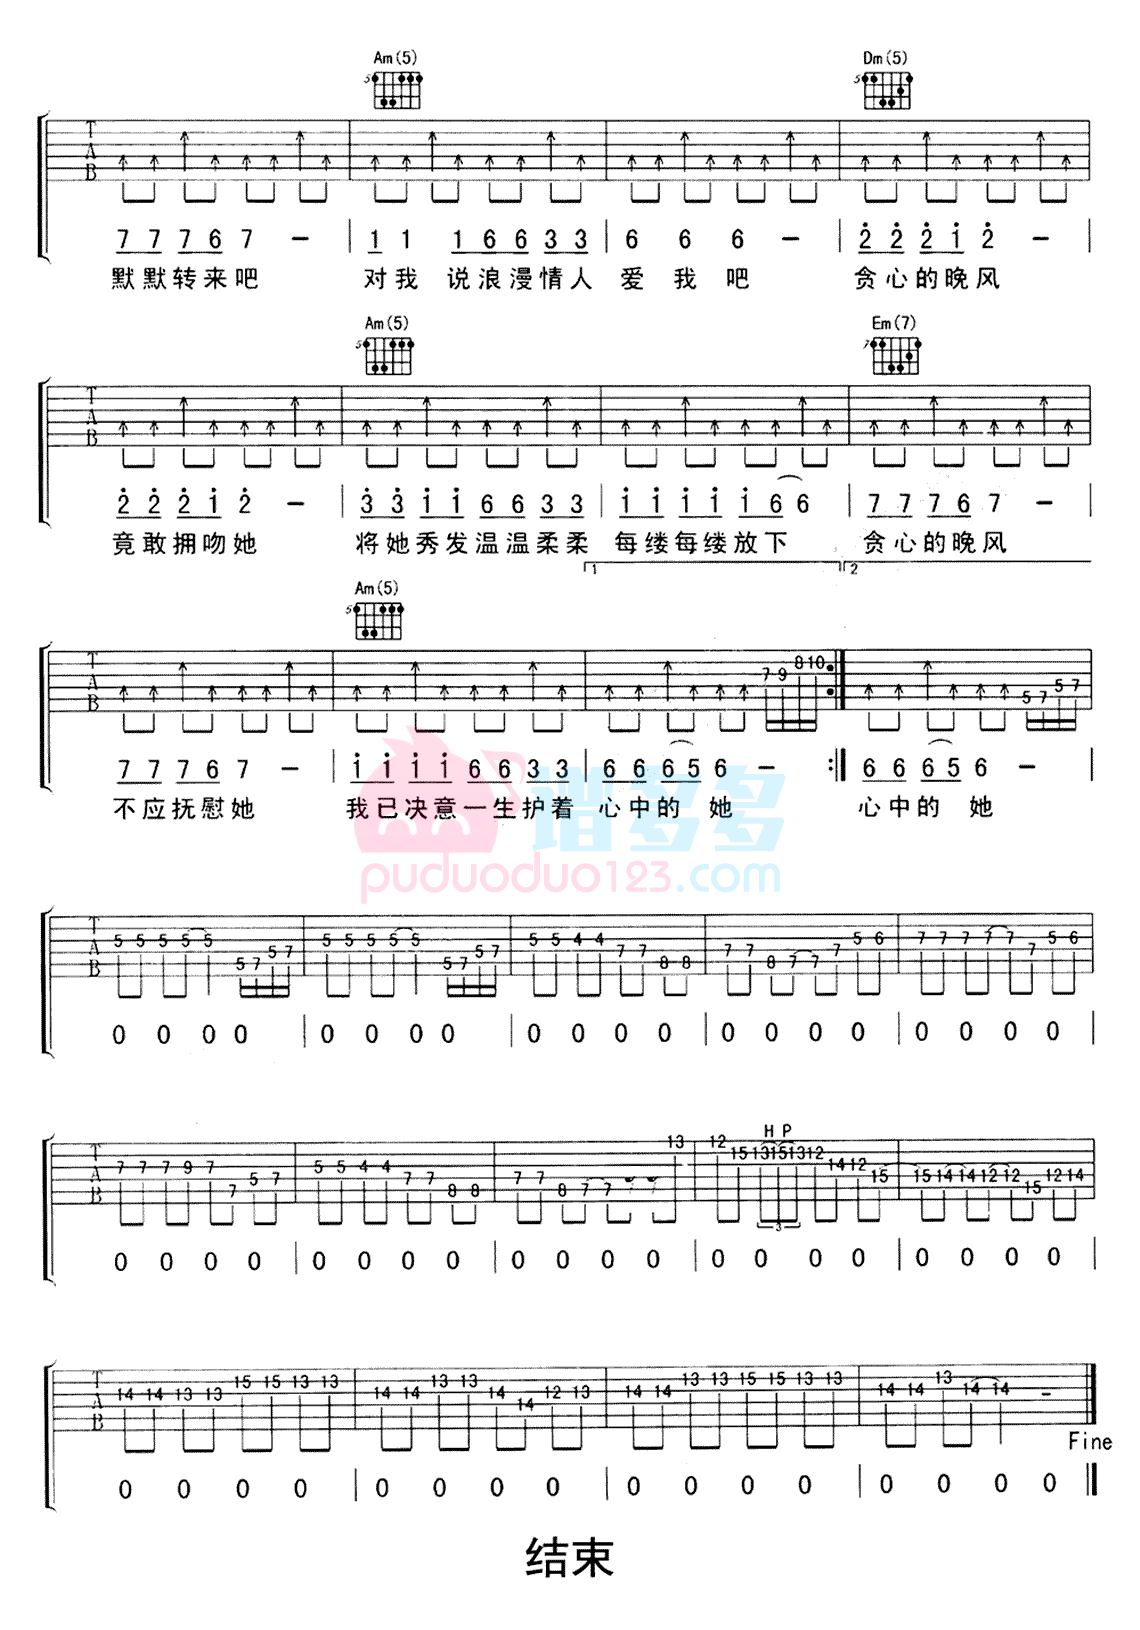 Am(5) Dm(5)
5 5
T A B
7 7 7 6 7 — | 1 1 1 6 6 3 3 | 6 6 6 — | 2 2 2 1 2 —
默默转来吧 对我 说浪漫情人 爱 我 吧 贪心的晚风
Am(5) Em(7)
5 7
T A B
2 2 2 1 2 — | 3 3 1 1 6 6 3 3 | 1 1 1 1 1 6 6 | 7 7 7 6 7 —
竟敢拥吻她 将她秀发温温柔柔 每缕每缕放下 贪心的晚风
1 2
Am(5)
5
T A B 7 9 8 10 5 7 5 7
7 7 7 6 7 — | 1 1 1 1 6 6 3 3 | 6 6 6 5 6 — :| 6 6 6 5 6 —
不应抚慰她 我已决意一生护着 心中的 她 心中的 她
谱多多
puduoduo123.com
T A B 5 5 5 5 5 5 7 5 7 5 5 5 5 5 5 7 5 7 5 5 4 4 7 7 8 8 7 7 8 7 7 7 5 6 7 7 7 7 7 7 5 6
0 0 0 0 | 0 0 0 0 | 0 0 0 0 | 0 0 0 0 | 0 0 0 0 |
H P
T A B 7 7 7 9 7 7 5 7 5 5 4 4 7 7 8 8 7 7 8 7 7 13 12 15 13 15 13 12 14 12 15 15 14 14 12 12 15 12 14
3
0 0 0 0 | 0 0 0 0 | 0 0 0 0 | 0 0 0 0 | 0 0 0 0 |
T A B 14 14 13 13 15 15 13 13 14 14 13 13 14 14 12 13 14 14 13 13 15 15 13 13 14 14 13 14 14 —
Fine
0 0 0 0 | 0 0 0 0 | 0 0 0 0 | 0 0 0 0 ||
结束